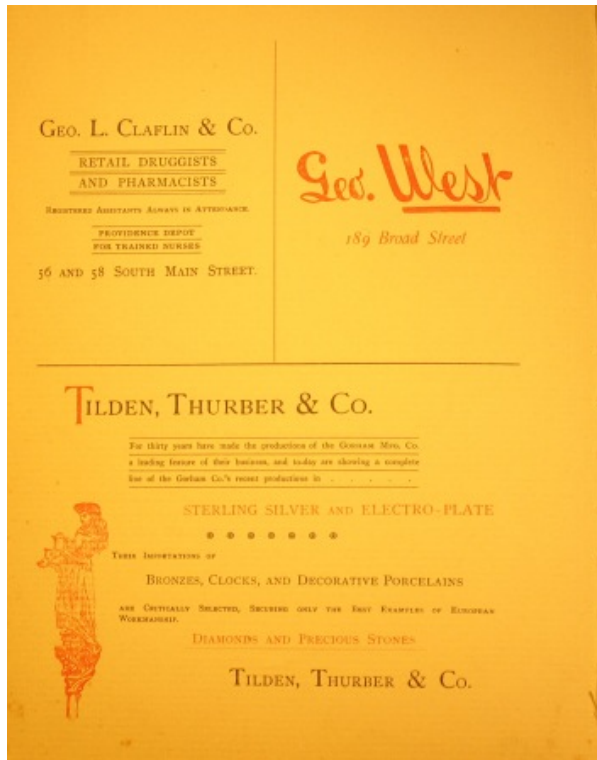 GEO. L. CLAFLIN & CO.
RETAIL DRUGGISTS
AND PHARMACISTS
REGISTERED ASSISTANTS ALWAYS IN ATTENDANCE.
PROVIDENCE DEPOT
FOR TRAINED NURSES
56 AND 58 SOUTH MAIN STREET.
Geo. West
189 Broad Street
TILDEN, THURBER & CO.
For thirty years have made the productions of the GORHAM MFG. CO.
a leading feature of their business, and to-day are showing a complete
line of the Gorham Co.'s recent productions in . . . . . .
STERLING SILVER AND ELECTRO-PLATE
THEIR IMPORTATIONS OF
BRONZES, CLOCKS, AND DECORATIVE PORCELAINS
ARE CRITICALLY SELECTED, SECURING ONLY THE BEST EXAMPLES OF EUROPEAN
WORKMANSHIP.
DIAMONDS AND PRECIOUS STONES
TILDEN, THURBER & CO.